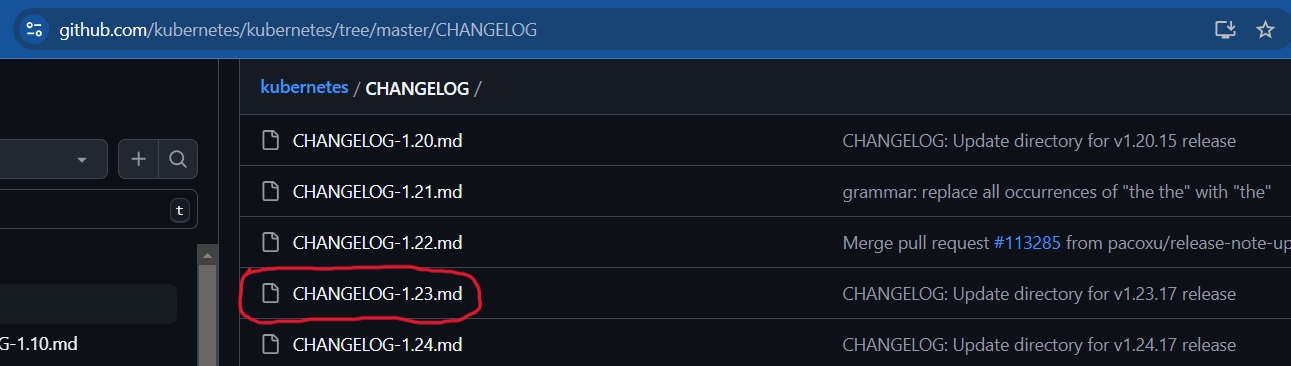 github.com/kubernetes/kubernetes/tree/master/CHANGELOG
kubernetes / CHANGELOG /
CHANGELOG-1.20.md CHANGELOG: Update directory for v1.20.15 release
CHANGELOG-1.21.md grammar: replace all occurrences of "the the" with "the"
t
CHANGELOG-1.22.md Merge pull request #113285 from pacoxu/release-note-up
CHANGELOG-1.23.md CHANGELOG: Update directory for v1.23.17 release
G-1.10.md
CHANGELOG-1.24.md CHANGELOG: Update directory for v1.24.17 release